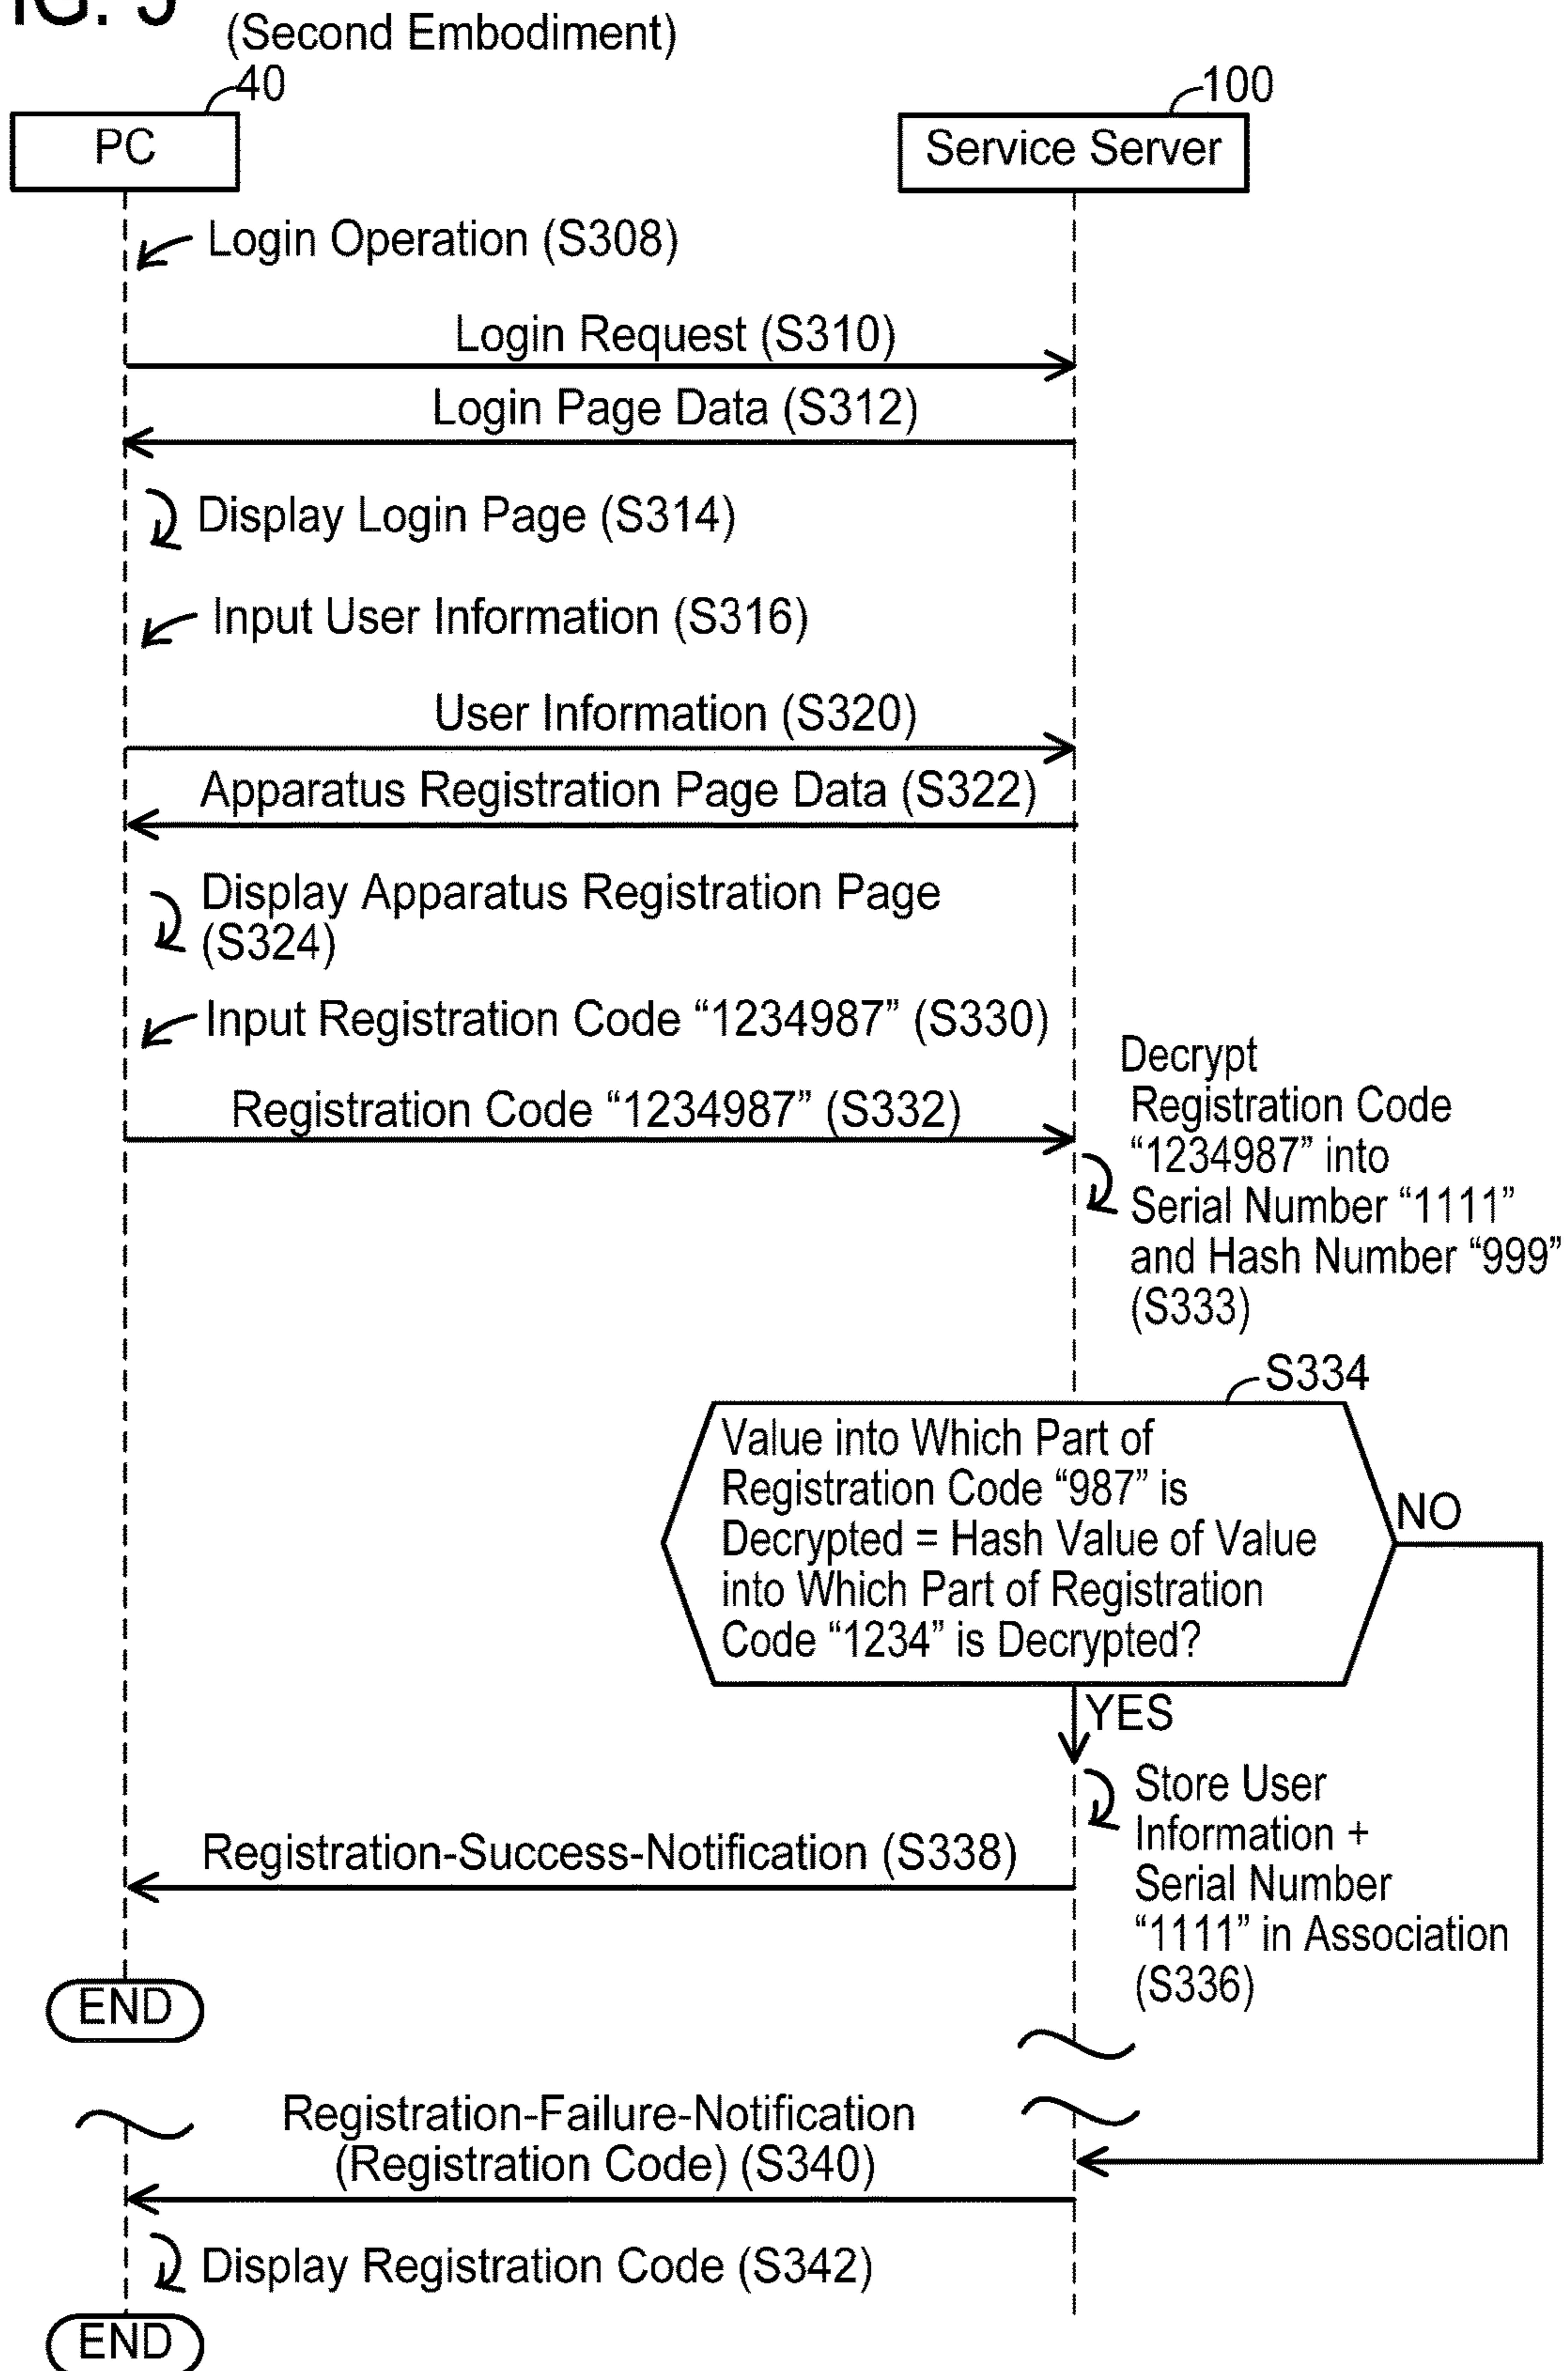 IG. 5
(Second Embodiment)
40
100
PC
Service Server
Login Operation (S308)
Login Request (S310)
Login Page Data (S312)
Display Login Page (S314)
Input User Information (S316)
User Information (S320)
Apparatus Registration Page Data (S322)
Display Apparatus Registration Page
(S324)
Input Registration Code “1234987” (S330)
Registration Code “1234987” (S332)
Decrypt
Registration Code
“1234987” into
Serial Number “1111”
and Hash Number “999”
(S333)
S334
Value into Which Part of
Registration Code “987” is
Decrypted = Hash Value of Value
into Which Part of Registration
Code “1234” is Decrypted?
NO
YES
Store User
Information +
Serial Number
“1111” in Association
(S336)
Registration-Success-Notification (S338)
END
Registration-Failure-Notification
(Registration Code) (S340)
Display Registration Code (S342)
END